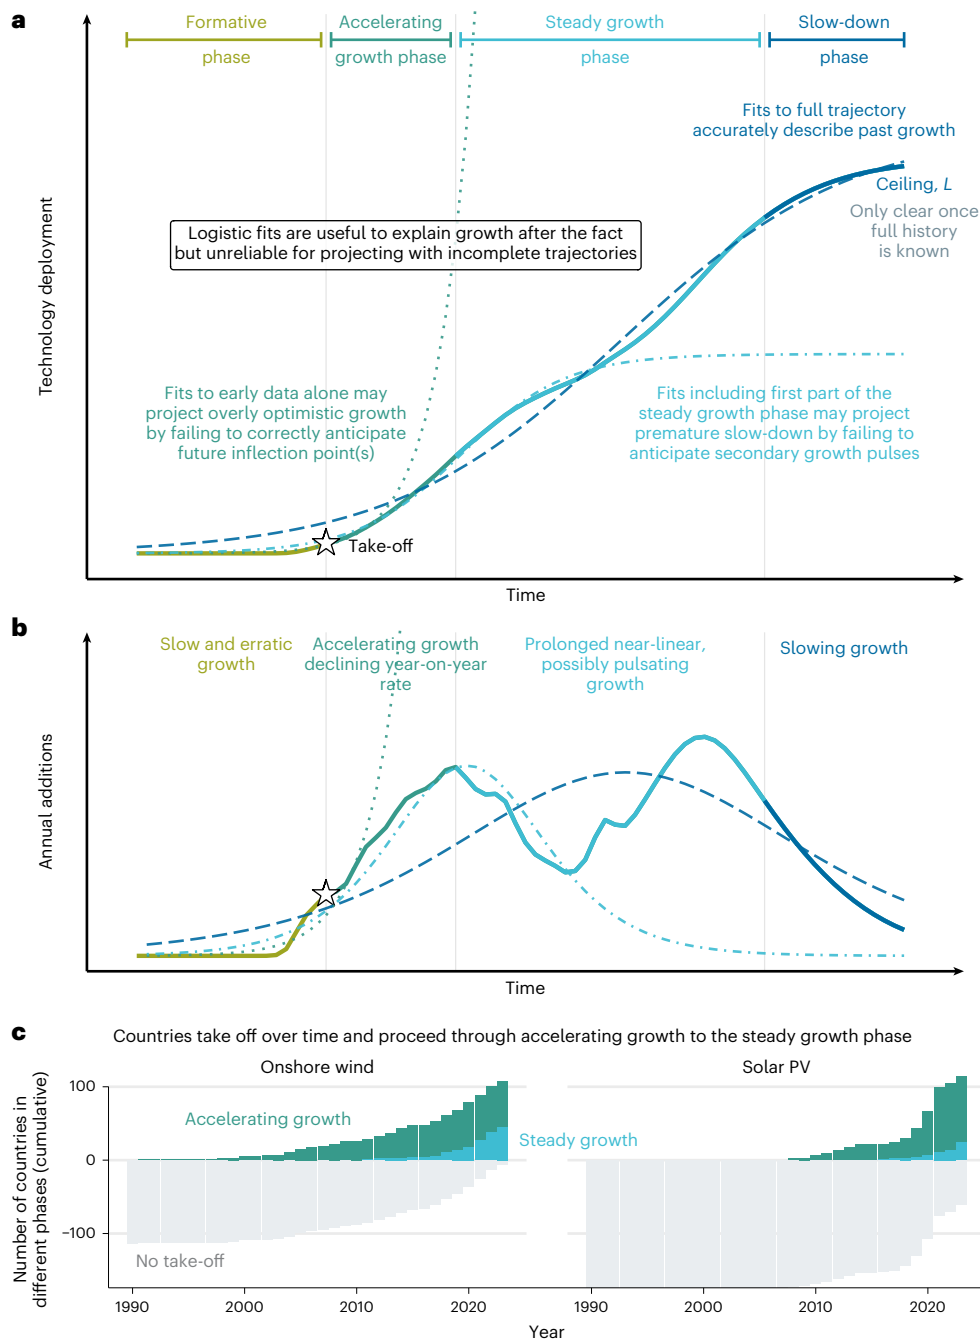 a
Formative
phase
Accelerating
growth phase
Steady growth
phase
Slow-down
phase
Fits to full trajectory
accurately describe past growth
Ceiling, L
Only clear once
full history
is known
Logistic fits are useful to explain growth after the fact
but unreliable for projecting with incomplete trajectories
Technology deployment
Fits to early data alone may
project overly optimistic growth
by failing to correctly anticipate
future inflection point(s)
Fits including first part of the
steady growth phase may project
premature slow-down by failing to
anticipate secondary growth pulses
Take-off
Time
b
Slow and erratic
growth
Accelerating growth
declining year-on-year
rate
Prolonged near-linear,
possibly pulsating
growth
Slowing growth
Annual additions
Time
c
Countries take off over time and proceed through accelerating growth to the steady growth phase
Onshore wind
Solar PV
Number of countries in
different phases (cumulative)
100
0
−100
Accelerating growth
Steady growth
No take-off
1990
2000
2010
2020
1990
2000
2010
2020
Year